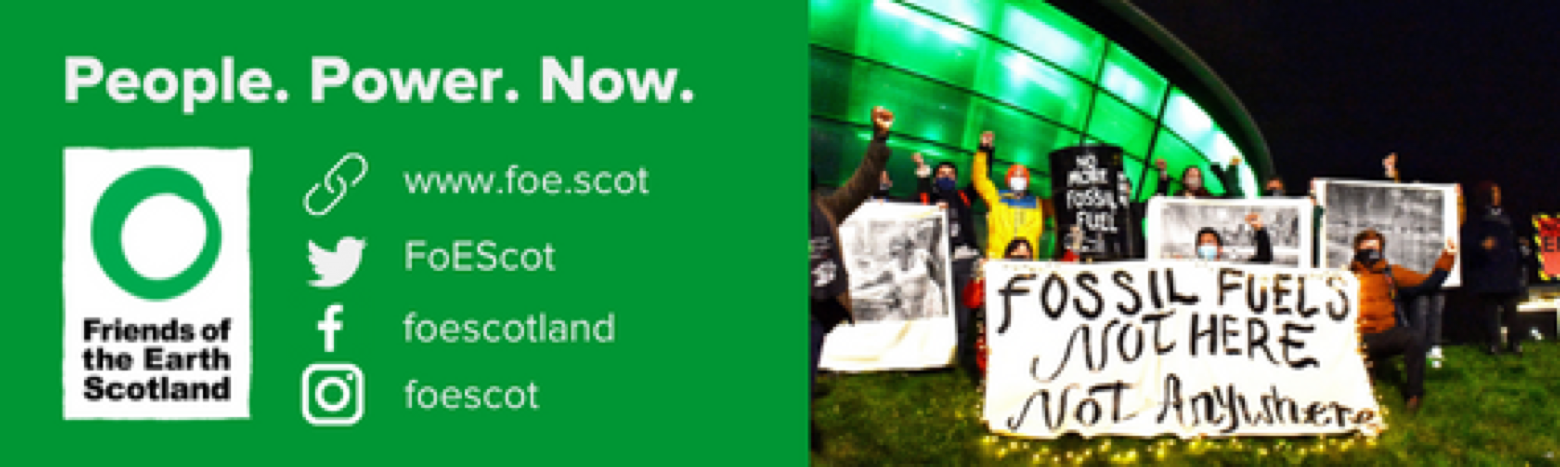 People. Power. Now.
www.foe.scot
FoEScot
foescotland
foescot
Friends of
the Earth
Scotland
NO
MORE
FOSSIL
FUEL
FOSSIL FUELS
NOT HERE
NOT Anywhere